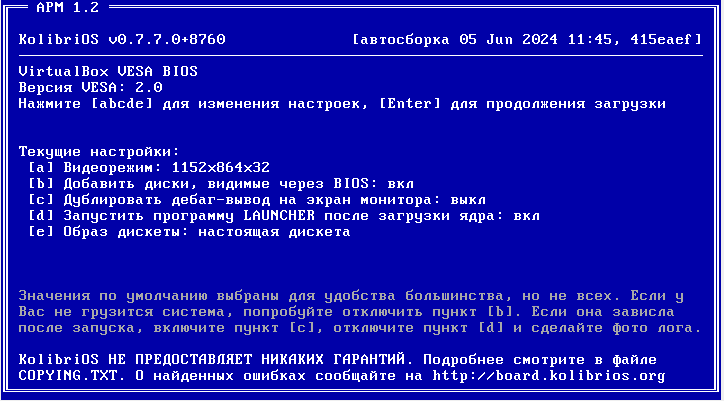 APM 1.2
KolibriOS v0.7.7.0+8760 [автосборка 05 Jun 2024 11:45, 415eaef]
VirtualBox VESA BIOS
Версия VESA: 2.0
Нажмите [abcde] для изменения настроек, [Enter] для продолжения загрузки
Текущие настройки:
[a] Видеорежим: 1152x864x32
[b] Добавить диски, видимые через BIOS: вкл
[c] Дублировать дебаг-вывод на экран монитора: выкл
[d] Запустить программу LAUNCHER после загрузки ядра: вкл
[e] Образ дискеты: настоящая дискета
Значения по умолчанию выбраны для удобства большинства, но не всех. Если у
Вас не грузится система, попробуйте отключить пункт [b]. Если она зависла
после запуска, включите пункт [c], отключите пункт [d] и сделайте фото лога.
KolibriOS НЕ ПРЕДОСТАВЛЯЕТ НИКАКИХ ГАРАНТИЙ. Подробнее смотрите в файле
COPYING.TXT. О найденных ошибках сообщайте на http://board.kolibrios.org